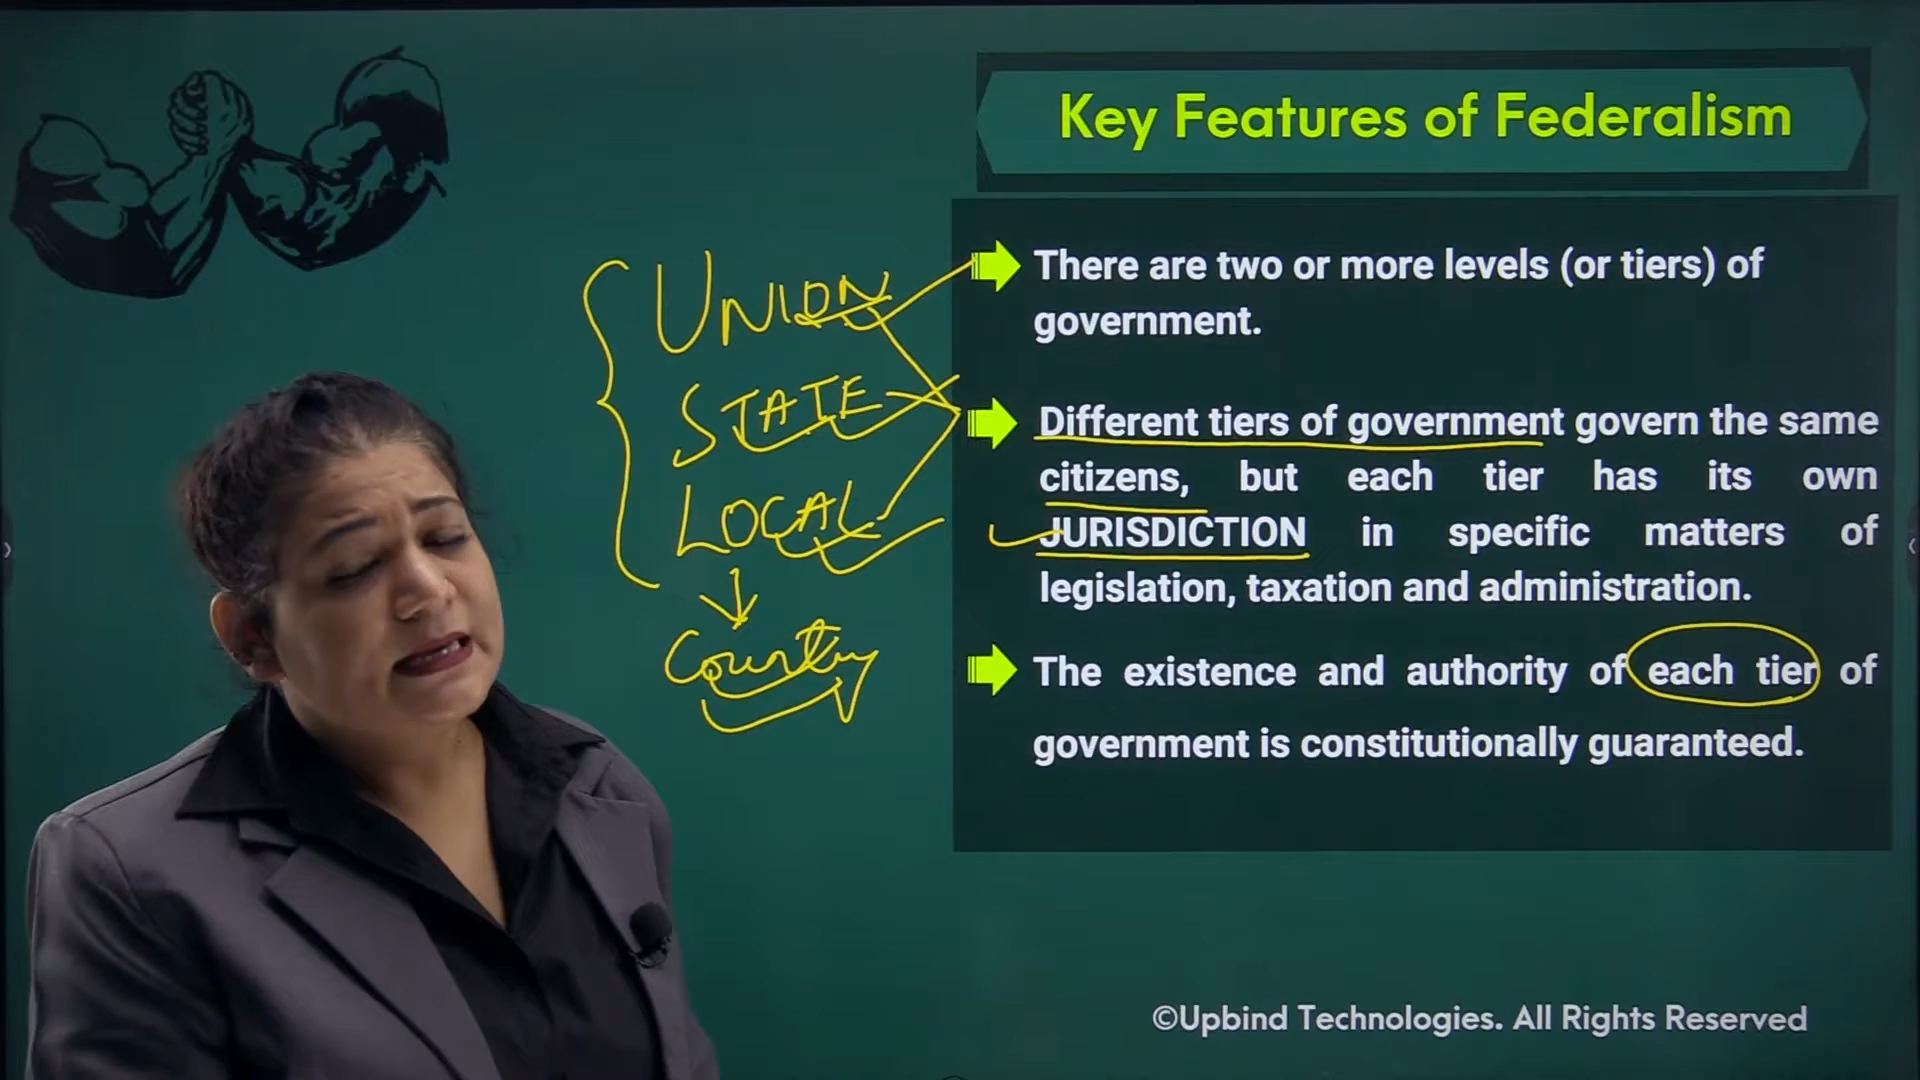 Key Features of Federalism
UNION
STATE
LOCAL
Country
There are two or more levels (or tiers) of
government.
Different tiers of government govern the same
citizens, but each tier has its own
JURISDICTION in specific matters of
legislation, taxation and administration.
The existence and authority of each tier of
government is constitutionally guaranteed.
©Upbind Technologies. All Rights Reserved